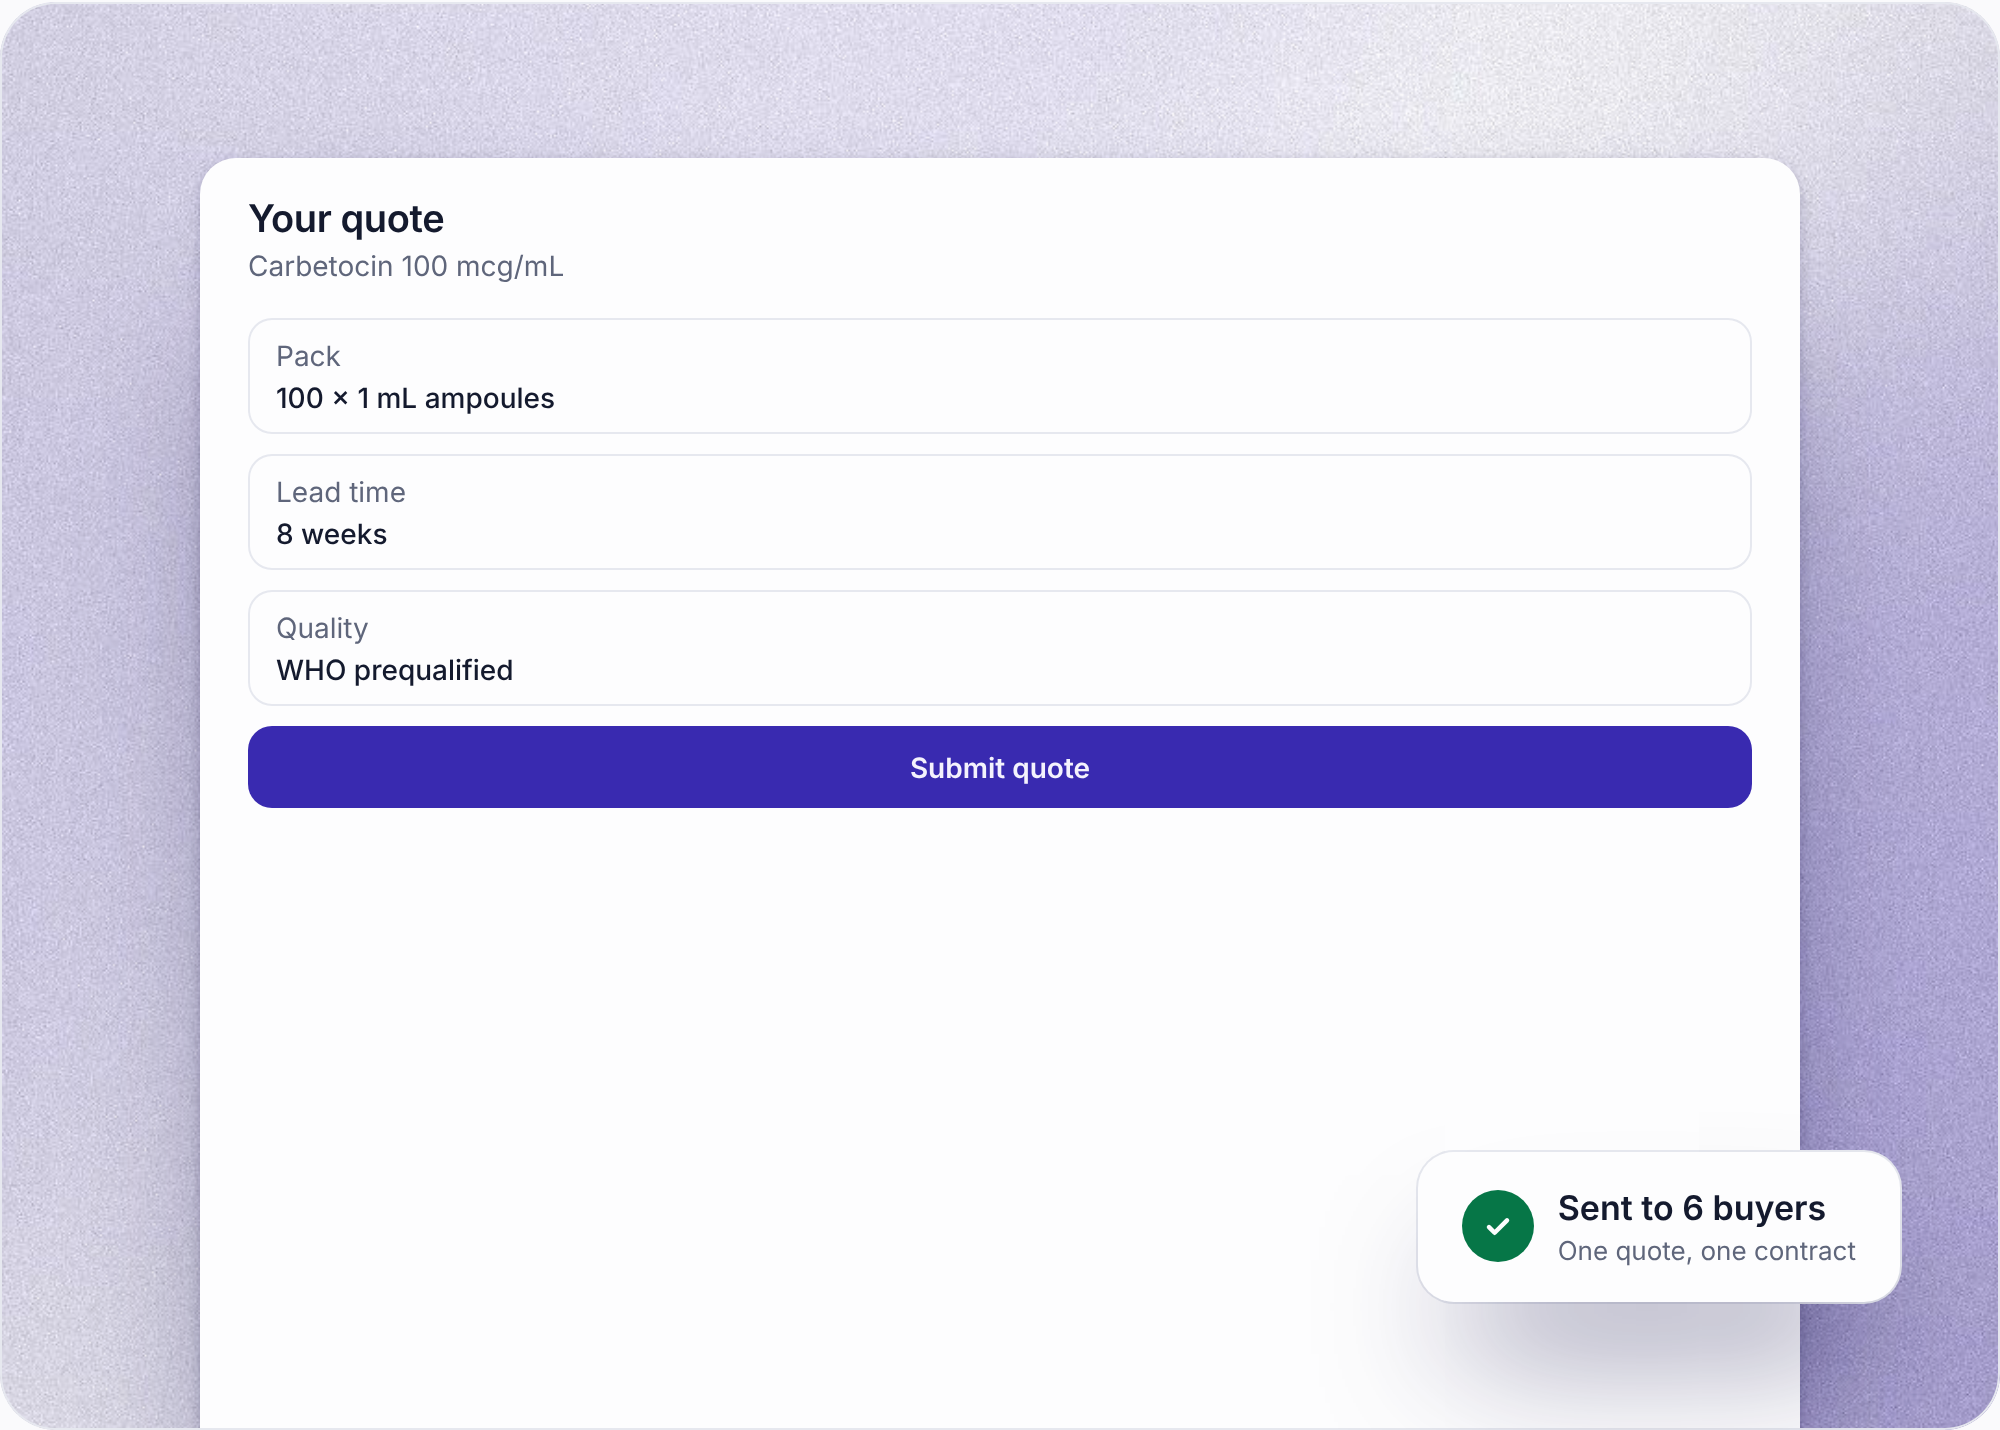 Your quote
Carbetocin 100 mcg/mL
Pack
100 × 1 mL ampoules
Lead time
8 weeks
Quality
WHO prequalified
Submit quote
Sent to 6 buyers
One quote, one contract